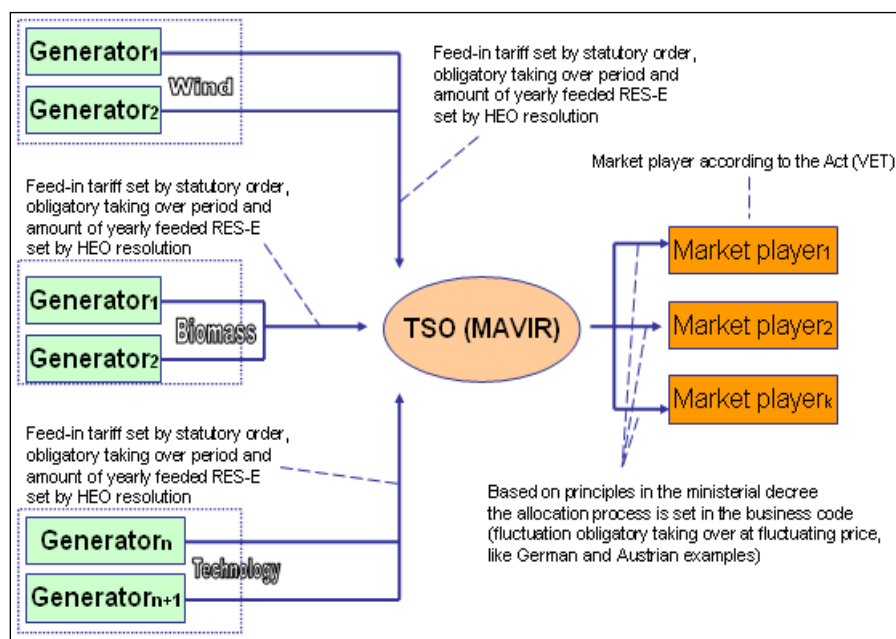 Generator1
Wind
Generator2
Feed-in tariff set by statutory order,
obligatory taking over period and
amount of yearly feeded RES-E
set by HEO resolution
Market player according to the Act (VET)
Feed-in tariff set by statutory order,
obligatory taking over period and
amount of yearly feeded RES-E
set by HEO resolution
Generator1
Biomass
Generator2
TSO (MAVIR)
Market player1
Market player2
Market playerk
Feed-in tariff set by statutory order,
obligatory taking over period and
amount of yearly feeded RES-E
set by HEO resolution
Generatorn
Technology
Generatorn+1
Based on principles in the ministerial decree
the allocation process is set in the business code
(fluctuation obligatory taking over at fluctuating price,
like German and Austrian examples)